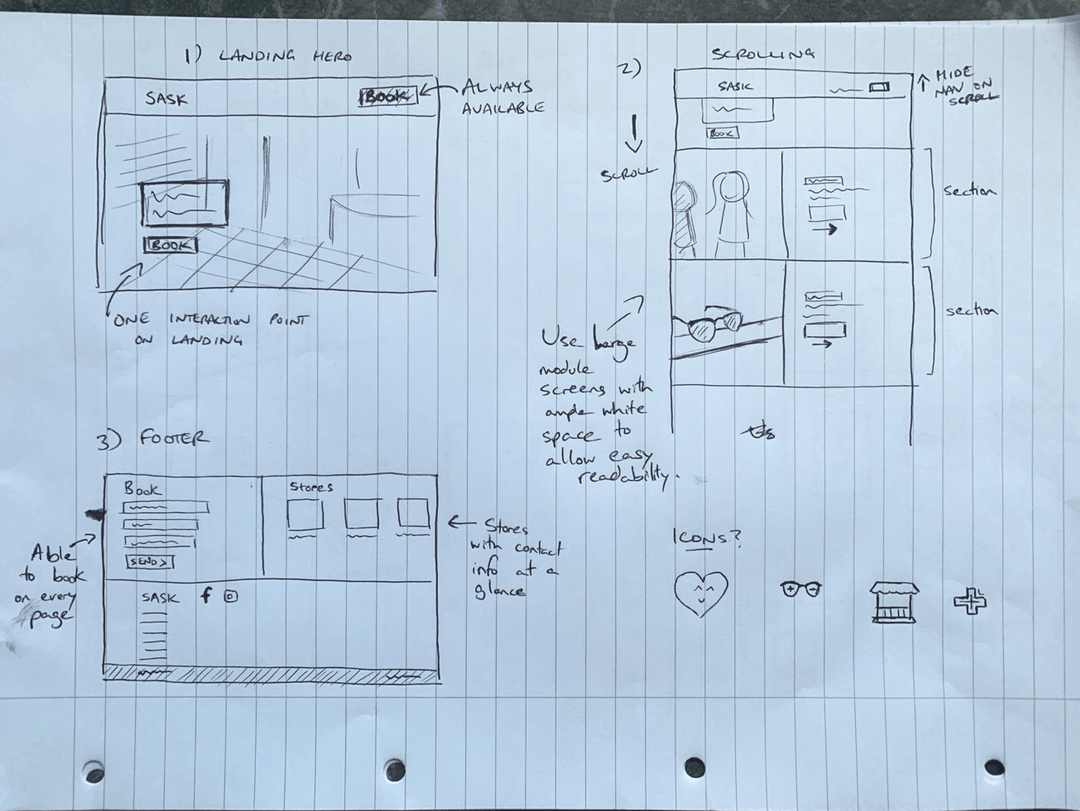 1) LANDING HERO
SASK
BOOK
ALWAYS
AVAILABLE
BOOK
ONE INTERACTION POINT
ON LANDING
2) SCROLLING
SCROLL
SASK
HIDE
NAV ON
SCROLL
BOOK
section
section
Use Large
module
screens with
ample white
space to
allow easy
readability.
3) FOOTER
Book
SEND >
Stores
SASK f
Able
to book
on every
page
Stores
with contact
info at a
glance
ICONS?